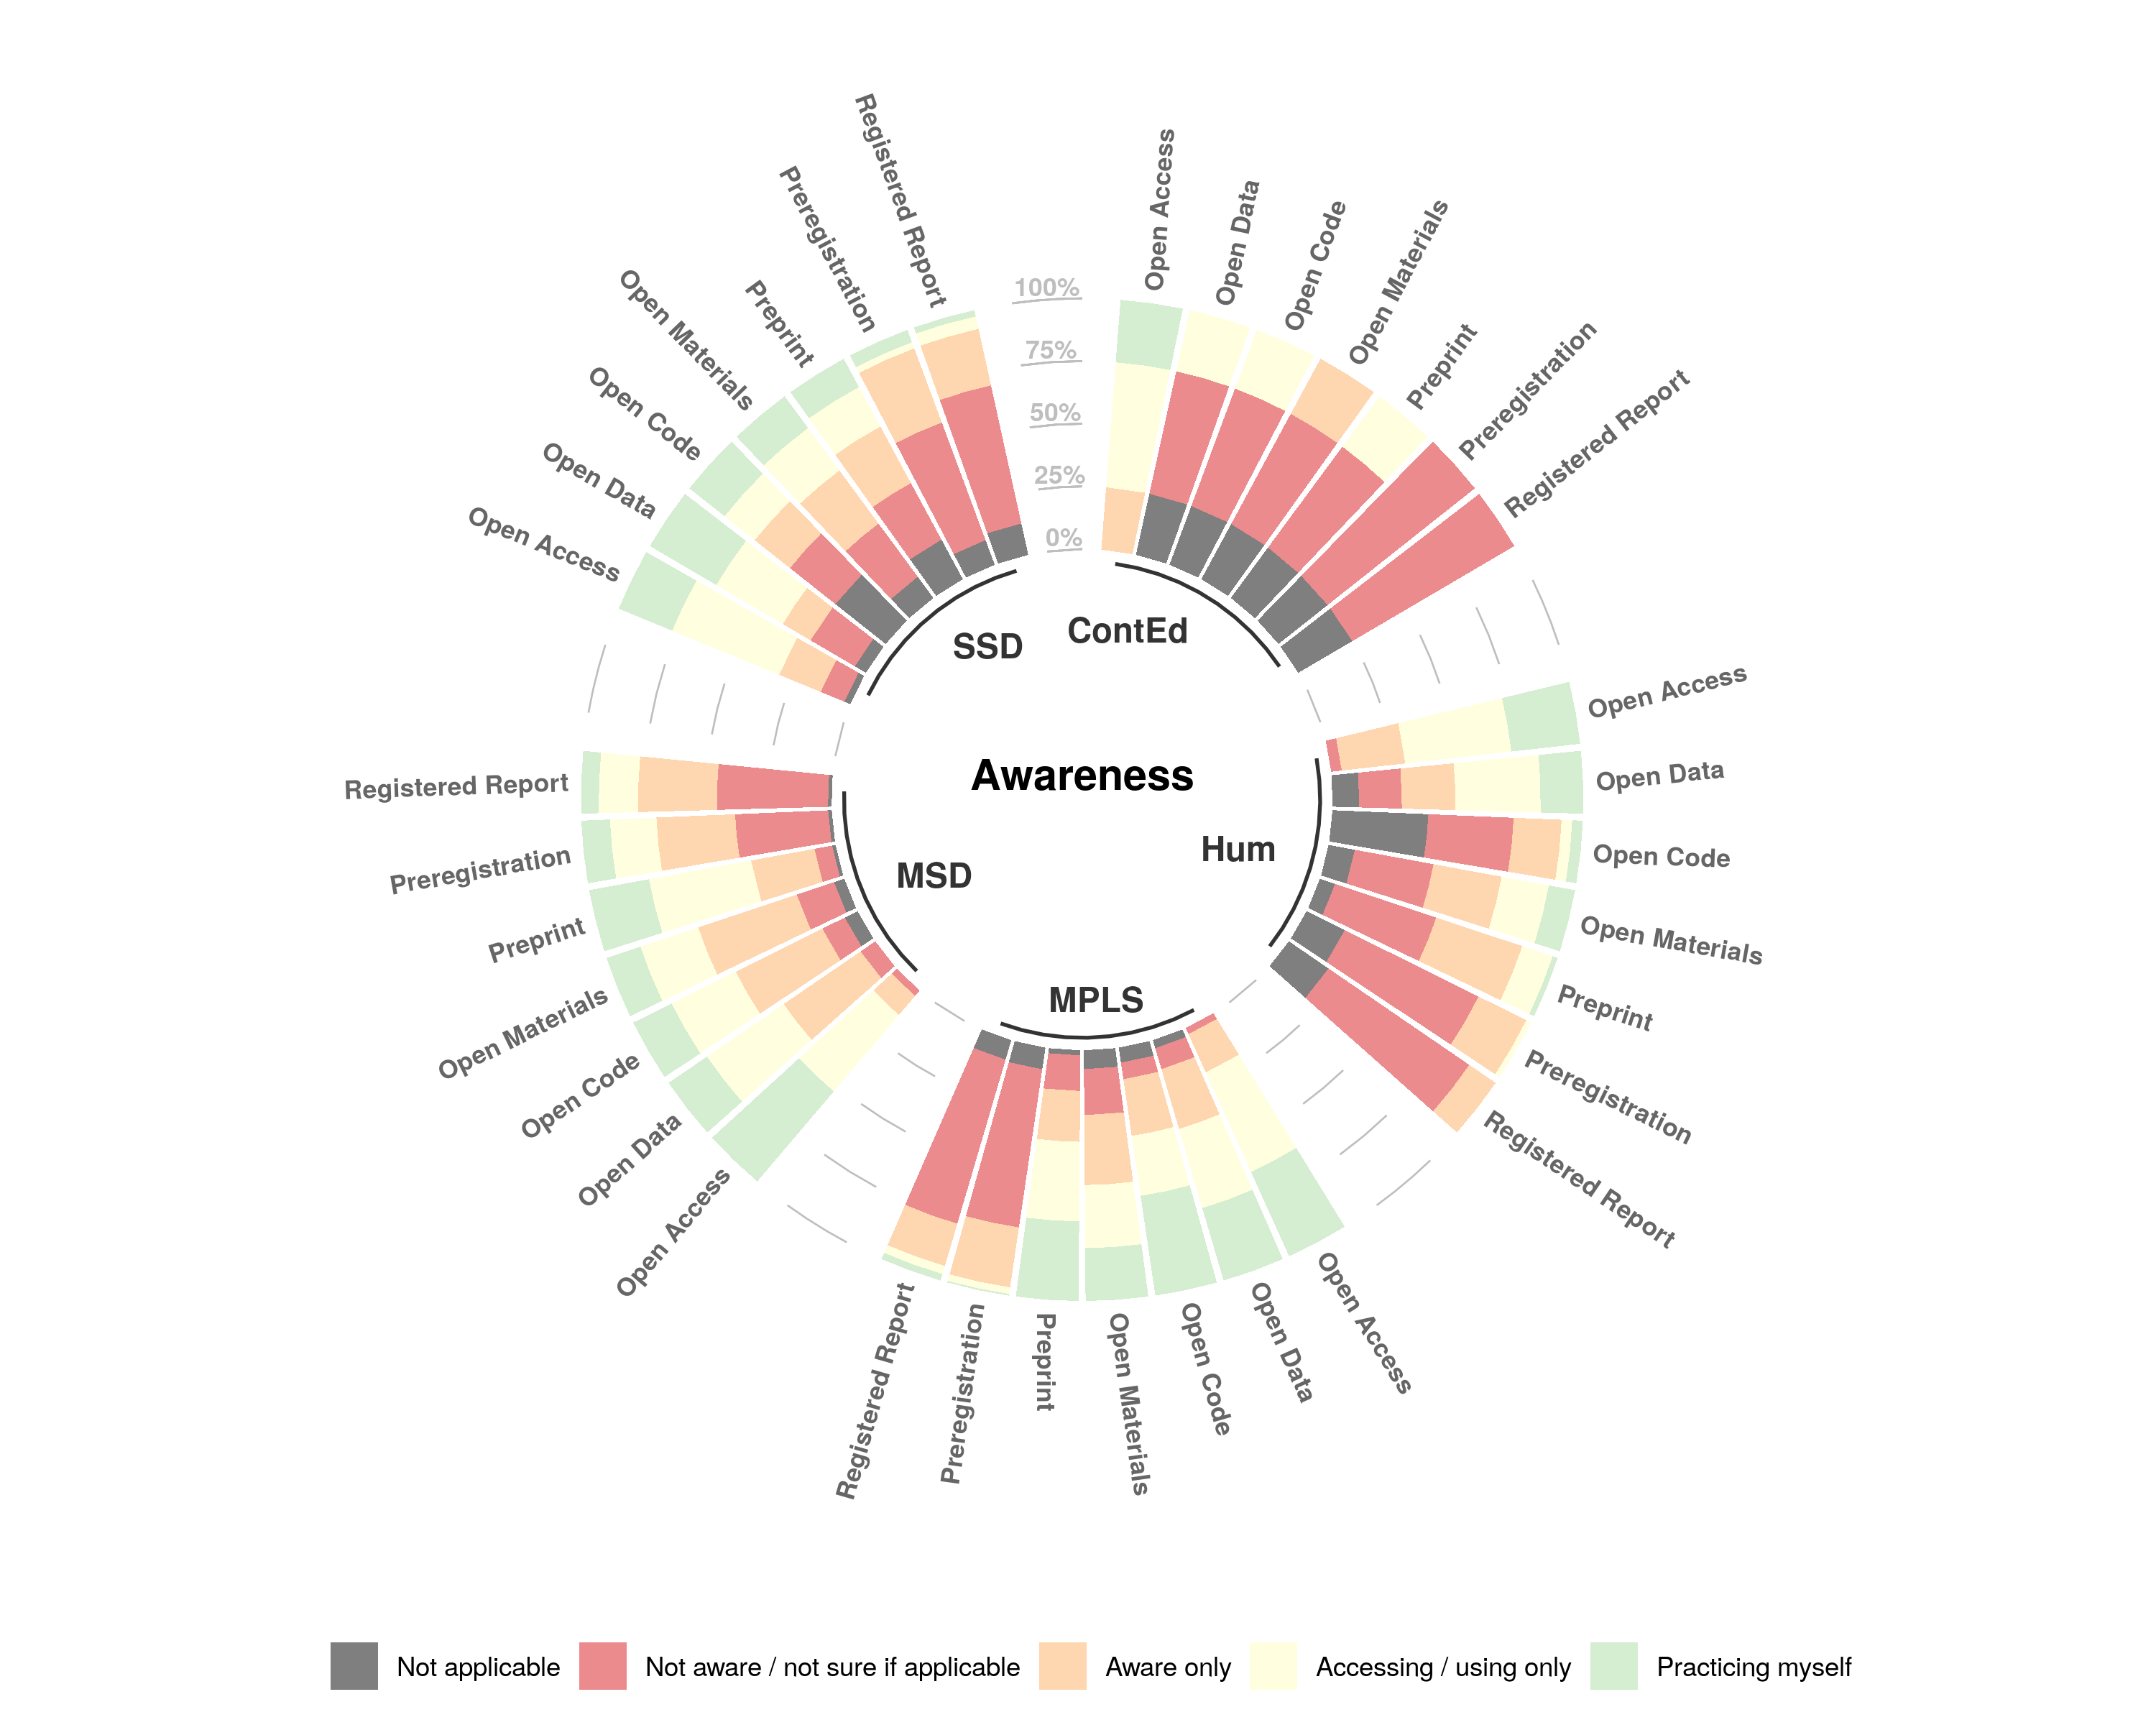 Awareness
100%
75%
50%
25%
0%
ContEd
Open Access
Open Data
Open Code
Open Materials
Preprint
Preregistration
Registered Report
Hum
Open Access
Open Data
Open Code
Open Materials
Preprint
Preregistration
Registered Report
MPLS
Open Access
Open Data
Open Code
Open Materials
Preprint
Preregistration
Registered Report
MSD
Open Access
Open Data
Open Code
Open Materials
Preprint
Preregistration
Registered Report
SSD
Open Access
Open Data
Open Code
Open Materials
Preprint
Preregistration
Registered Report
Not applicable
Not aware / not sure if applicable
Aware only
Accessing / using only
Practicing myself